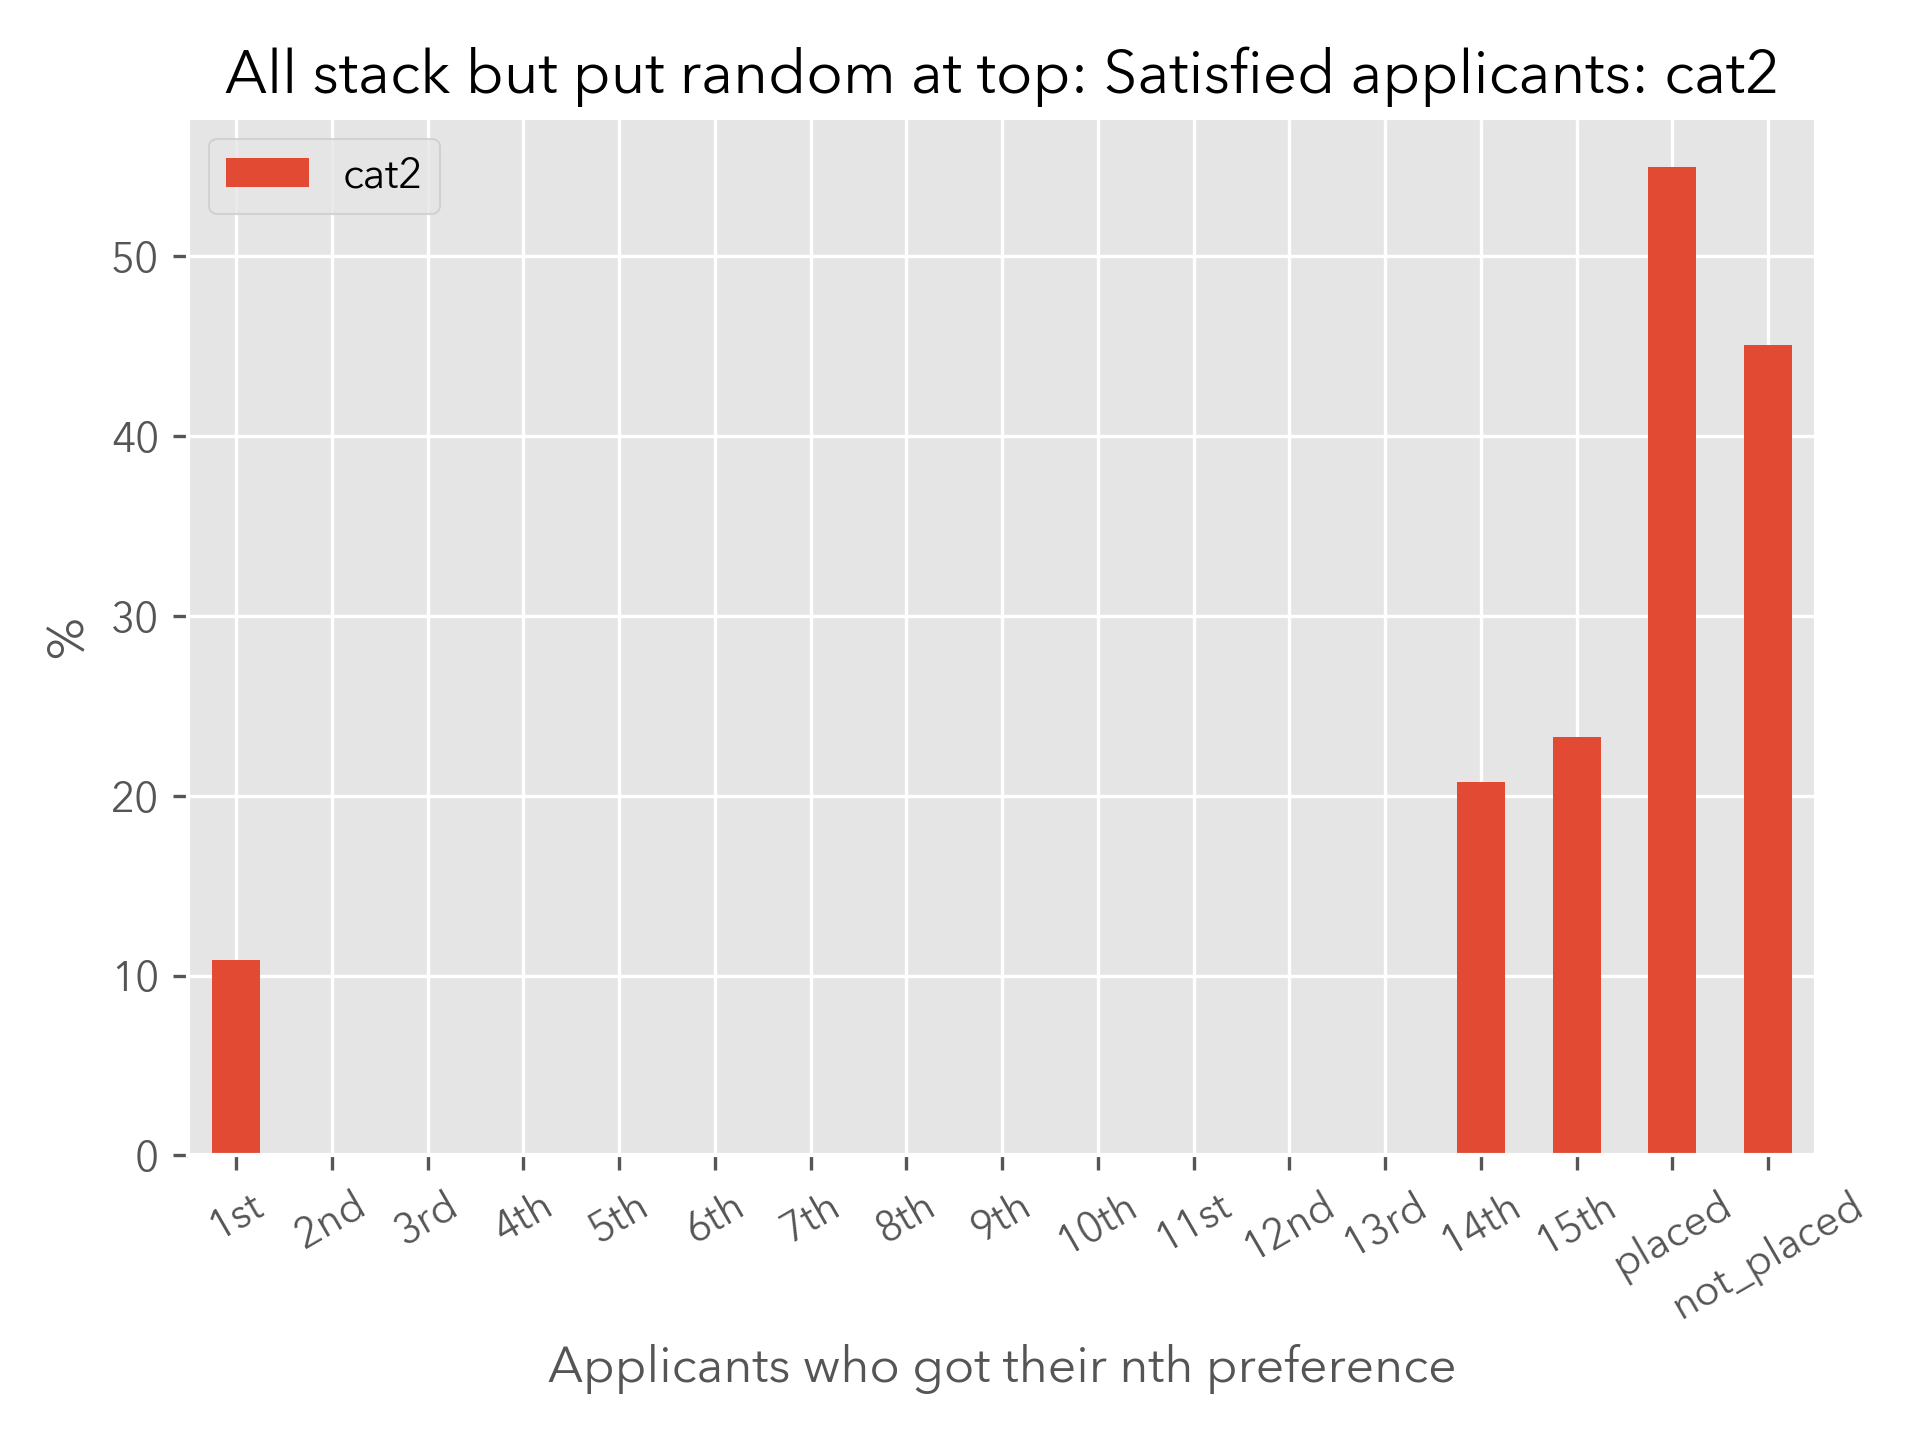 All stack but put random at top: Satisfied applicants: cat2
cat2
%
50
40
30
20
10
0
1st 2nd 3rd 4th 5th 6th 7th 8th 9th 10th 11st 12nd 13rd 14th 15th placed not_placed
Applicants who got their nth preference